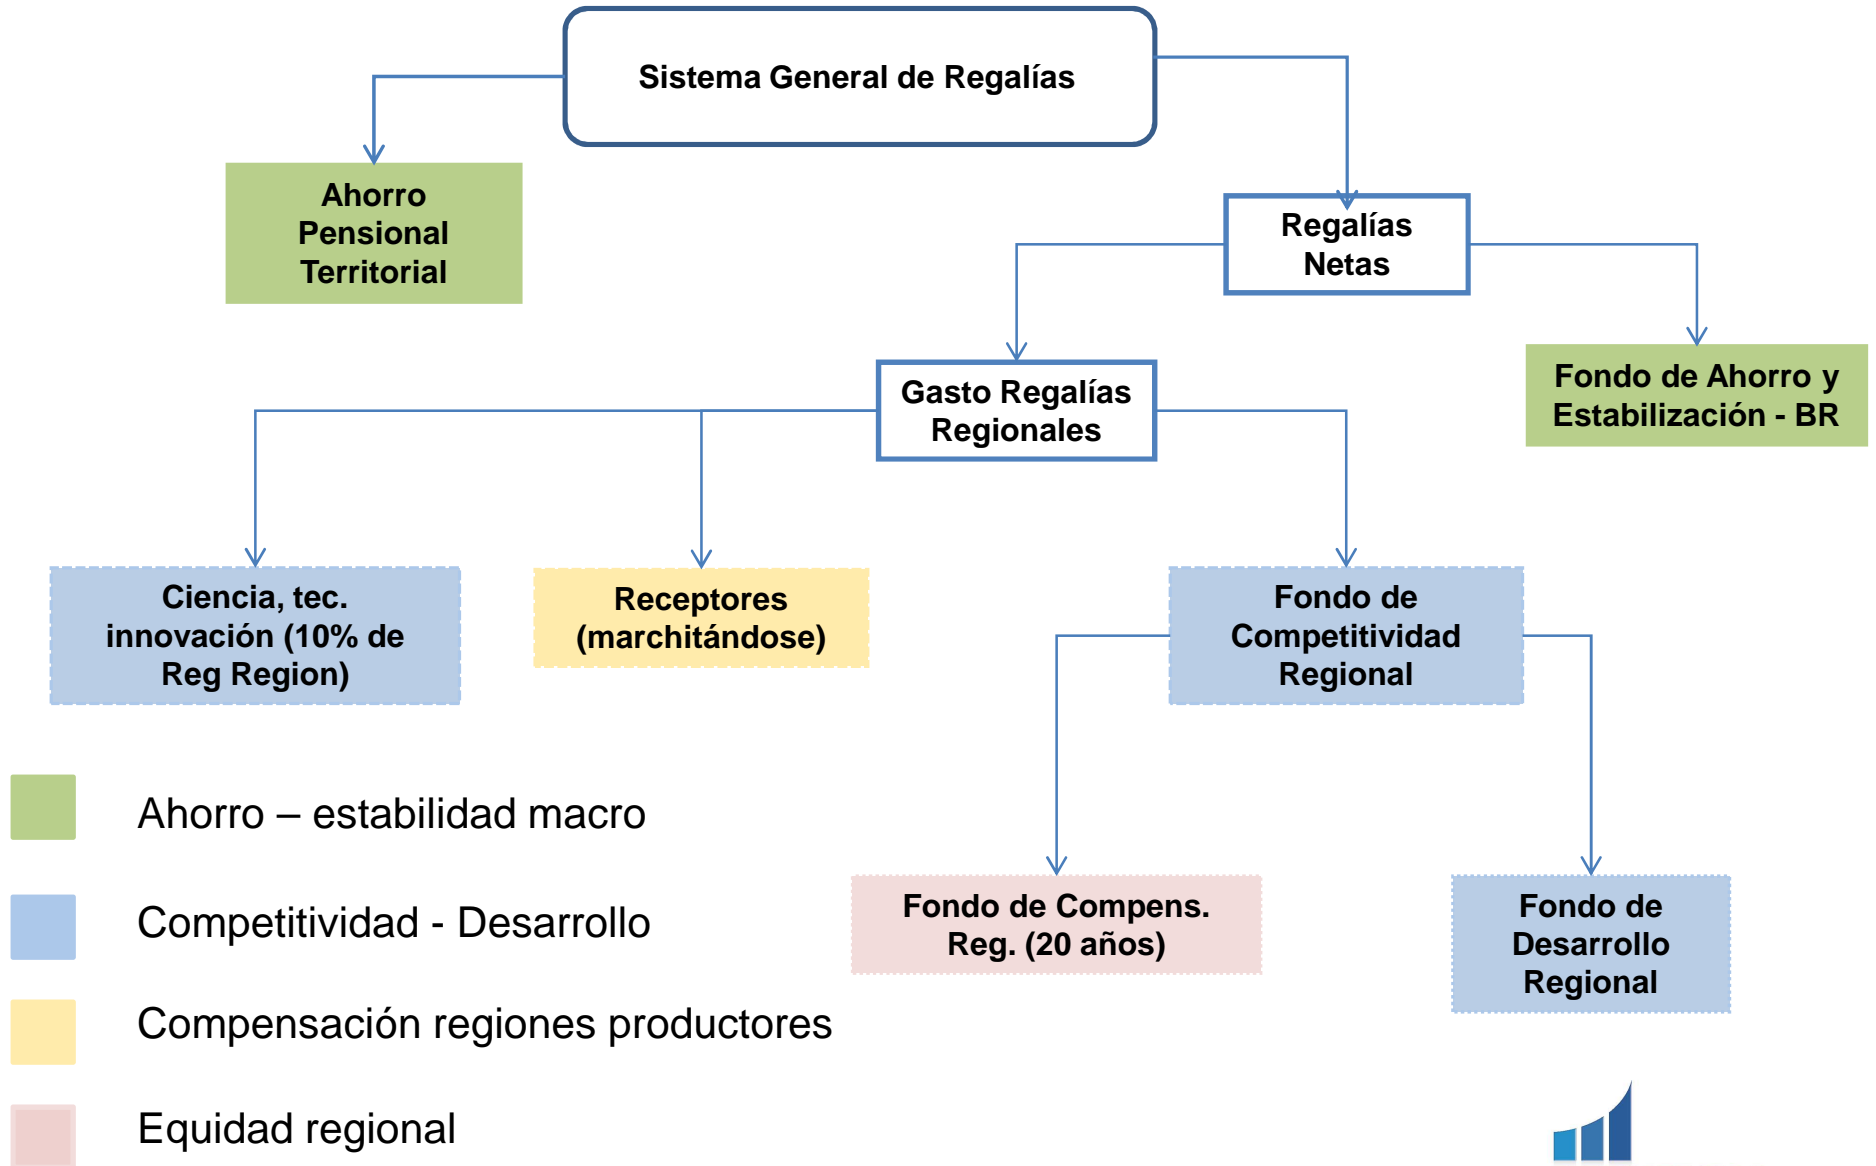 Sistema General de Regalías
Ahorro
Pensional
Territorial
Regalías
Netas
Gasto Regalías
Regionales
Fondo de Ahorro y
Estabilización - BR
Ciencia, tec.
innovación (10% de
Reg Region)
Receptores
(marchitándose)
Fondo de
Competitividad
Regional
Fondo de Compens.
Reg. (20 años)
Fondo de
Desarrollo
Regional
Ahorro – estabilidad macro
Competitividad - Desarrollo
Compensación regiones productores
Equidad regional